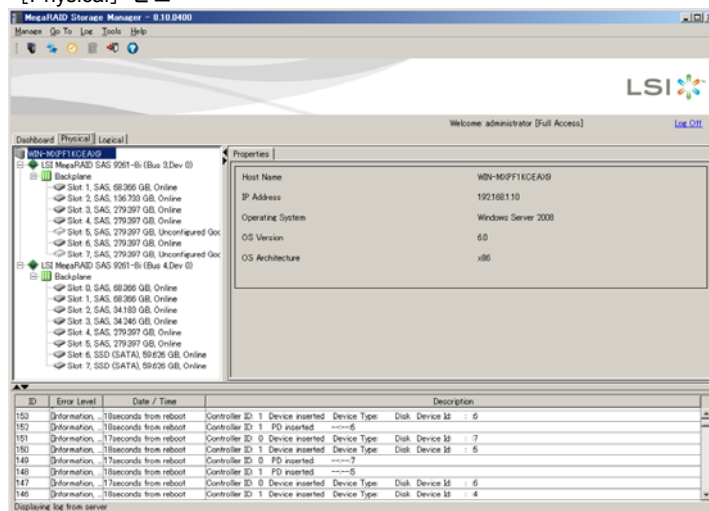 [Physical]
MegaRAID Storage Manager - 8.10.0400
Manage Go To Log Tools Help
LSI
Welcome: administrator [Full Access]
Log Off
Dashboard Physical Logical
WIN-MXPF1KCEAX9
LSI MegaRAID SAS 9261-8i (Bus 3,Dev 0)
Backplane
Slot: 1, SAS, 68.366 GB, Online
Slot: 2, SAS, 136.733 GB, Online
Slot: 3, SAS, 279.397 GB, Online
Slot: 4, SAS, 279.397 GB, Online
Slot: 5, SAS, 279.397 GB, Unconfigured Goo
Slot: 6, SAS, 279.397 GB, Online
Slot: 7, SAS, 279.397 GB, Unconfigured Goo
LSI MegaRAID SAS 9261-8i (Bus 4,Dev 0)
Backplane
Slot: 0, SAS, 68.366 GB, Online
Slot: 1, SAS, 68.366 GB, Online
Slot: 2, SAS, 34.183 GB, Online
Slot: 3, SAS, 34.246 GB, Online
Slot: 4, SAS, 279.397 GB, Online
Slot: 5, SAS, 279.397 GB, Online
Slot: 6, SSD (SATA), 59.626 GB, Online
Slot: 7, SSD (SATA), 59.626 GB, Online
Properties
Host Name WIN-MXPF1KCEAX9
IP Address 192.168.1.10
Operating System Windows Server 2008
OS Version 6.0
OS Architecture x86
ID Error Level Date / Time Description
153 [Information, ... 18seconds from reboot Controller ID: 1 Device inserted Device Type: Disk Device Id : :6
152 [Information, ... 18seconds from reboot Controller ID: 1 PD inserted --:--:6
151 [Information, ... 17seconds from reboot Controller ID: 0 Device inserted Device Type: Disk Device Id : :7
150 [Information, ... 18seconds from reboot Controller ID: 1 Device inserted Device Type: Disk Device Id : :5
149 [Information, ... 17seconds from reboot Controller ID: 0 PD inserted --:--:7
148 [Information, ... 18seconds from reboot Controller ID: 1 PD inserted --:--:5
147 [Information, ... 17seconds from reboot Controller ID: 0 Device inserted Device Type: Disk Device Id : :6
146 [Information, ... 18seconds from reboot Controller ID: 1 Device inserted Device Type: Disk Device Id : :4
Displaying log from server